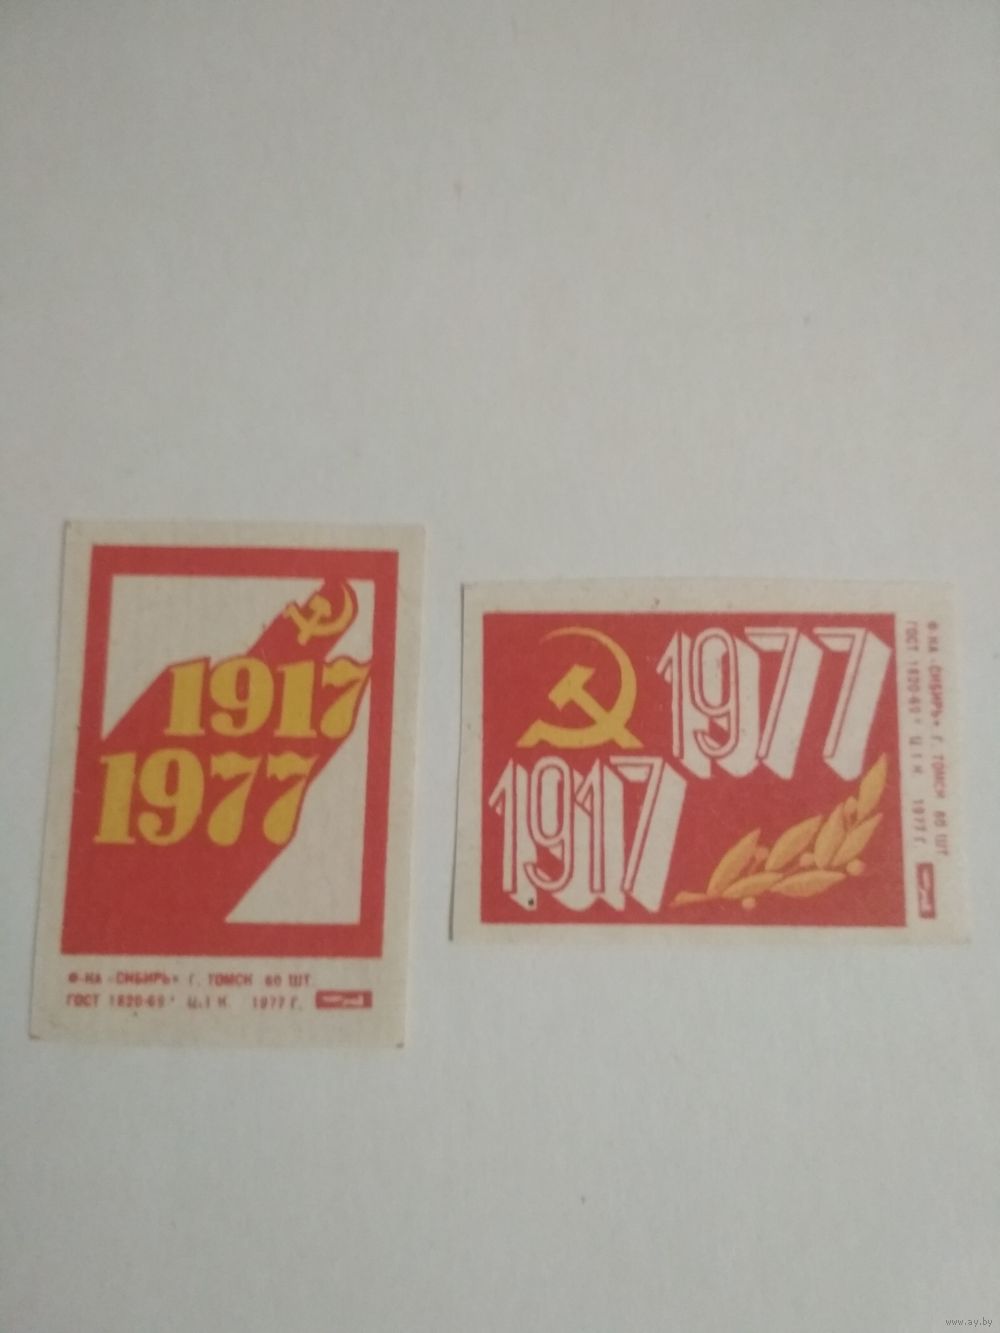 1917
1977
Ф-КА «СИБИРЬ» Г. ТОМСК 60 ШТ.
ГОСТ 1820-69* Ц. 1 К. 1977 Г.
1977
1917
Ф-КА «СИБИРЬ» Г. ТОМСК 60 ШТ.
ГОСТ 1820-69* Ц. 1 К. 1977 Г.
www.ay.by